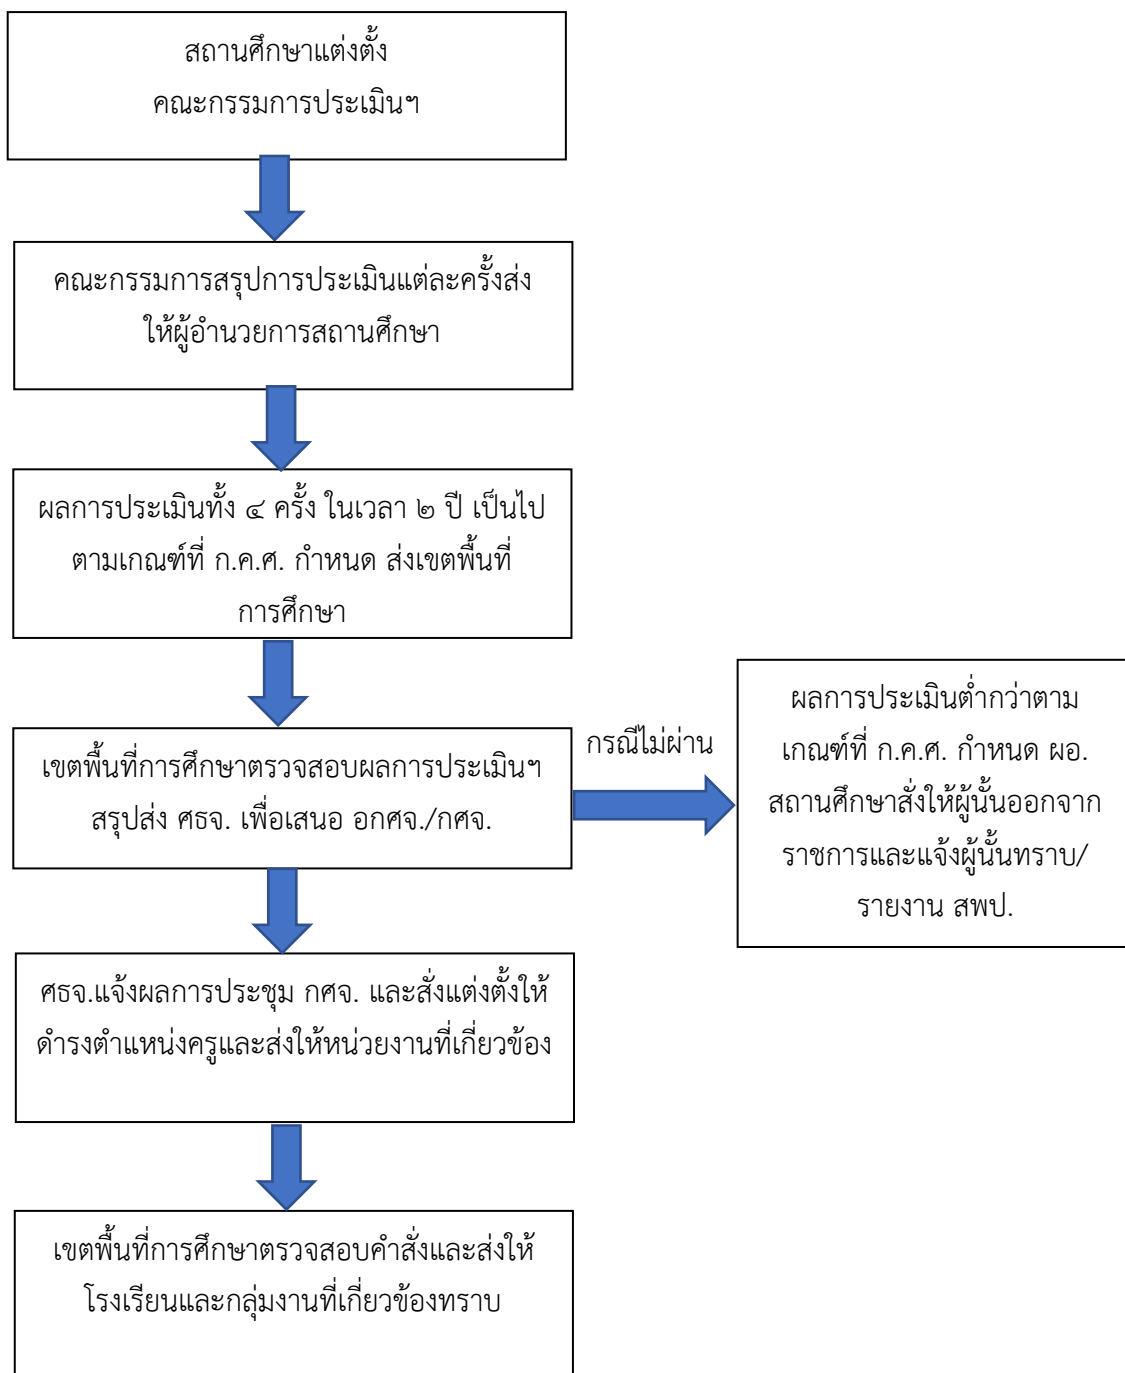 สถานศึกษาแต่งตั้ง
คณะกรรมการประเมินฯ
คณะกรรมการสรุปการประเมินแต่ละครั้งส่ง
ให้ผู้อำนวยการสถานศึกษา
ผลการประเมินทั้ง ๔ ครั้ง ในเวลา ๒ ปี เป็นไป
ตามเกณฑ์ที่ ก.ค.ศ. กำหนด ส่งเขตพื้นที่
การศึกษา
เขตพื้นที่การศึกษาตรวจสอบผลการประเมินฯ
สรุปส่ง ศธจ. เพื่อเสนอ อกศจ./กศจ.
กรณีไม่ผ่าน
ผลการประเมินต่ำกว่าตาม
เกณฑ์ที่ ก.ค.ศ. กำหนด ผอ.
สถานศึกษาสั่งให้ผู้นั้นออกจาก
ราชการและแจ้งผู้นั้นทราบ/
รายงาน สพป.
ศธจ.แจ้งผลการประชุม กศจ. และสั่งแต่งตั้งให้
ดำรงตำแหน่งครูและส่งให้หน่วยงานที่เกี่ยวข้อง
เขตพื้นที่การศึกษาตรวจสอบคำสั่งและส่งให้
โรงเรียนและกลุ่มงานที่เกี่ยวข้องทราบ